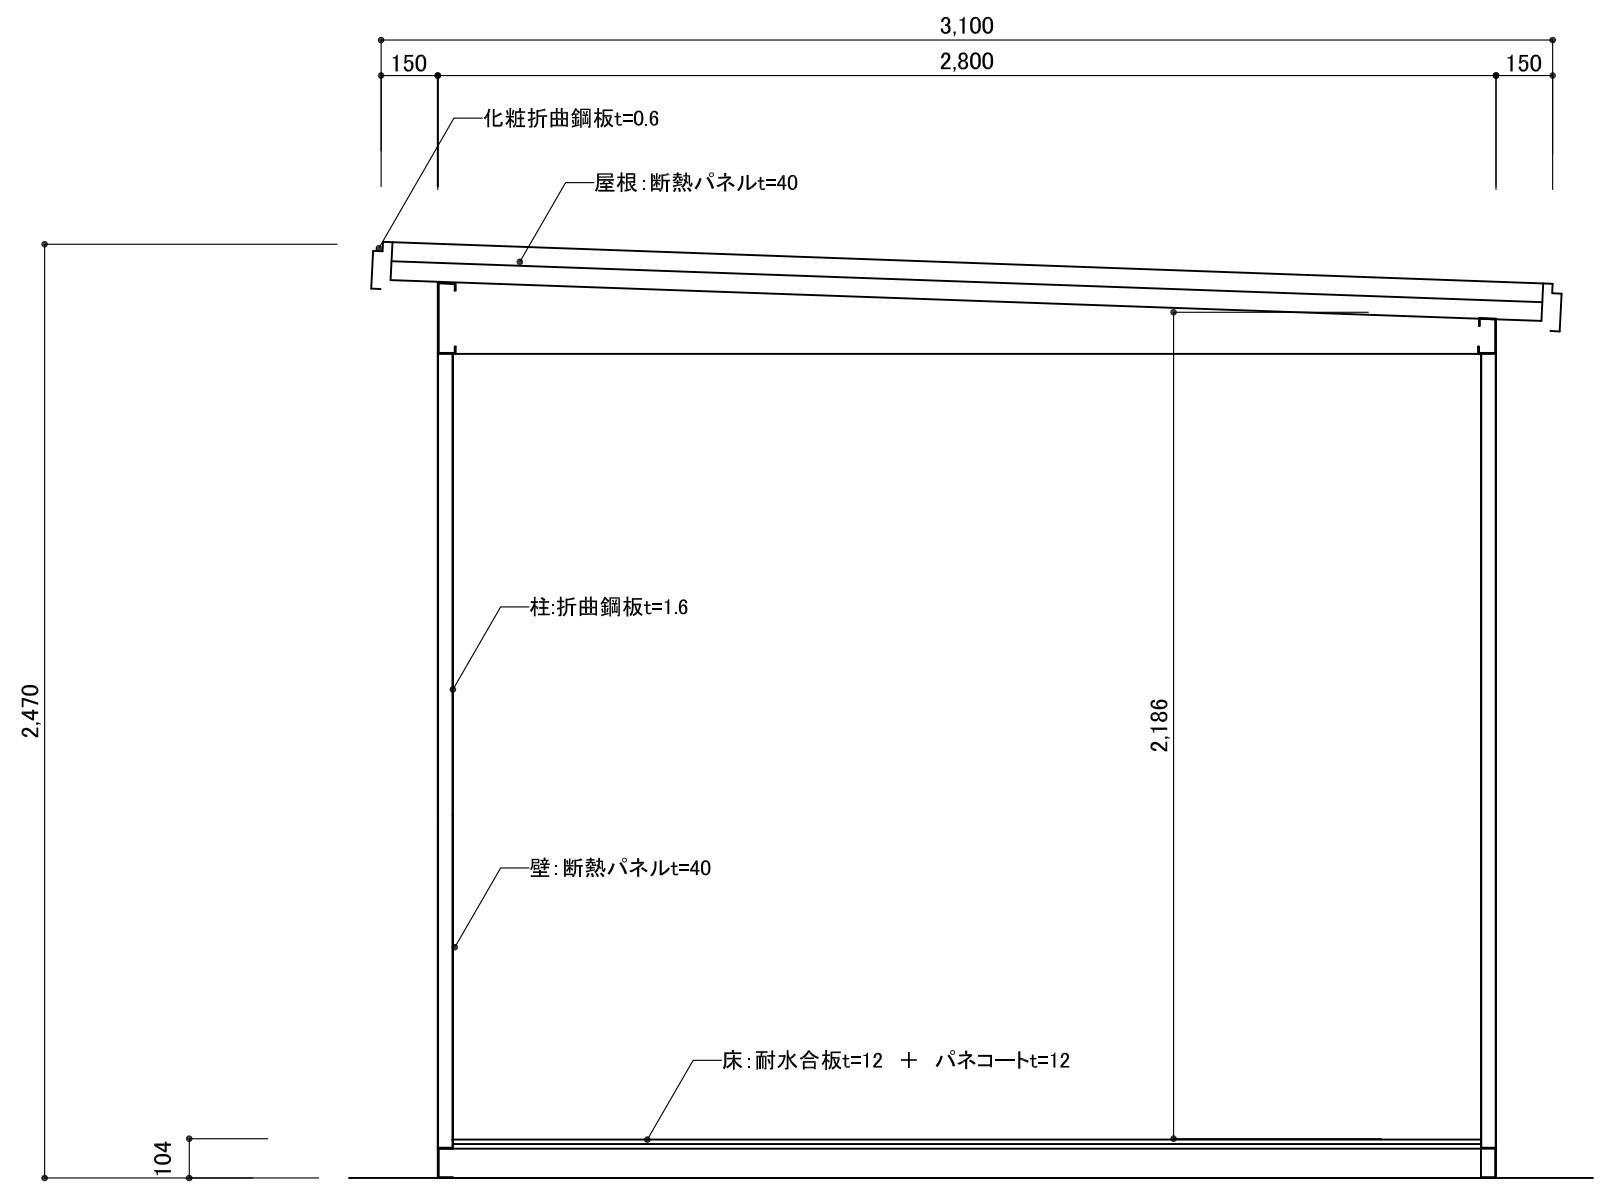 3,100
150
2,800
150
化粧折曲鋼板t=0.6
屋根：断熱パネルt=40
柱:折曲鋼板t=1.6
2,470
2,186
壁：断熱パネルt=40
床：耐水合板t=12　＋　パネコートt=12
104